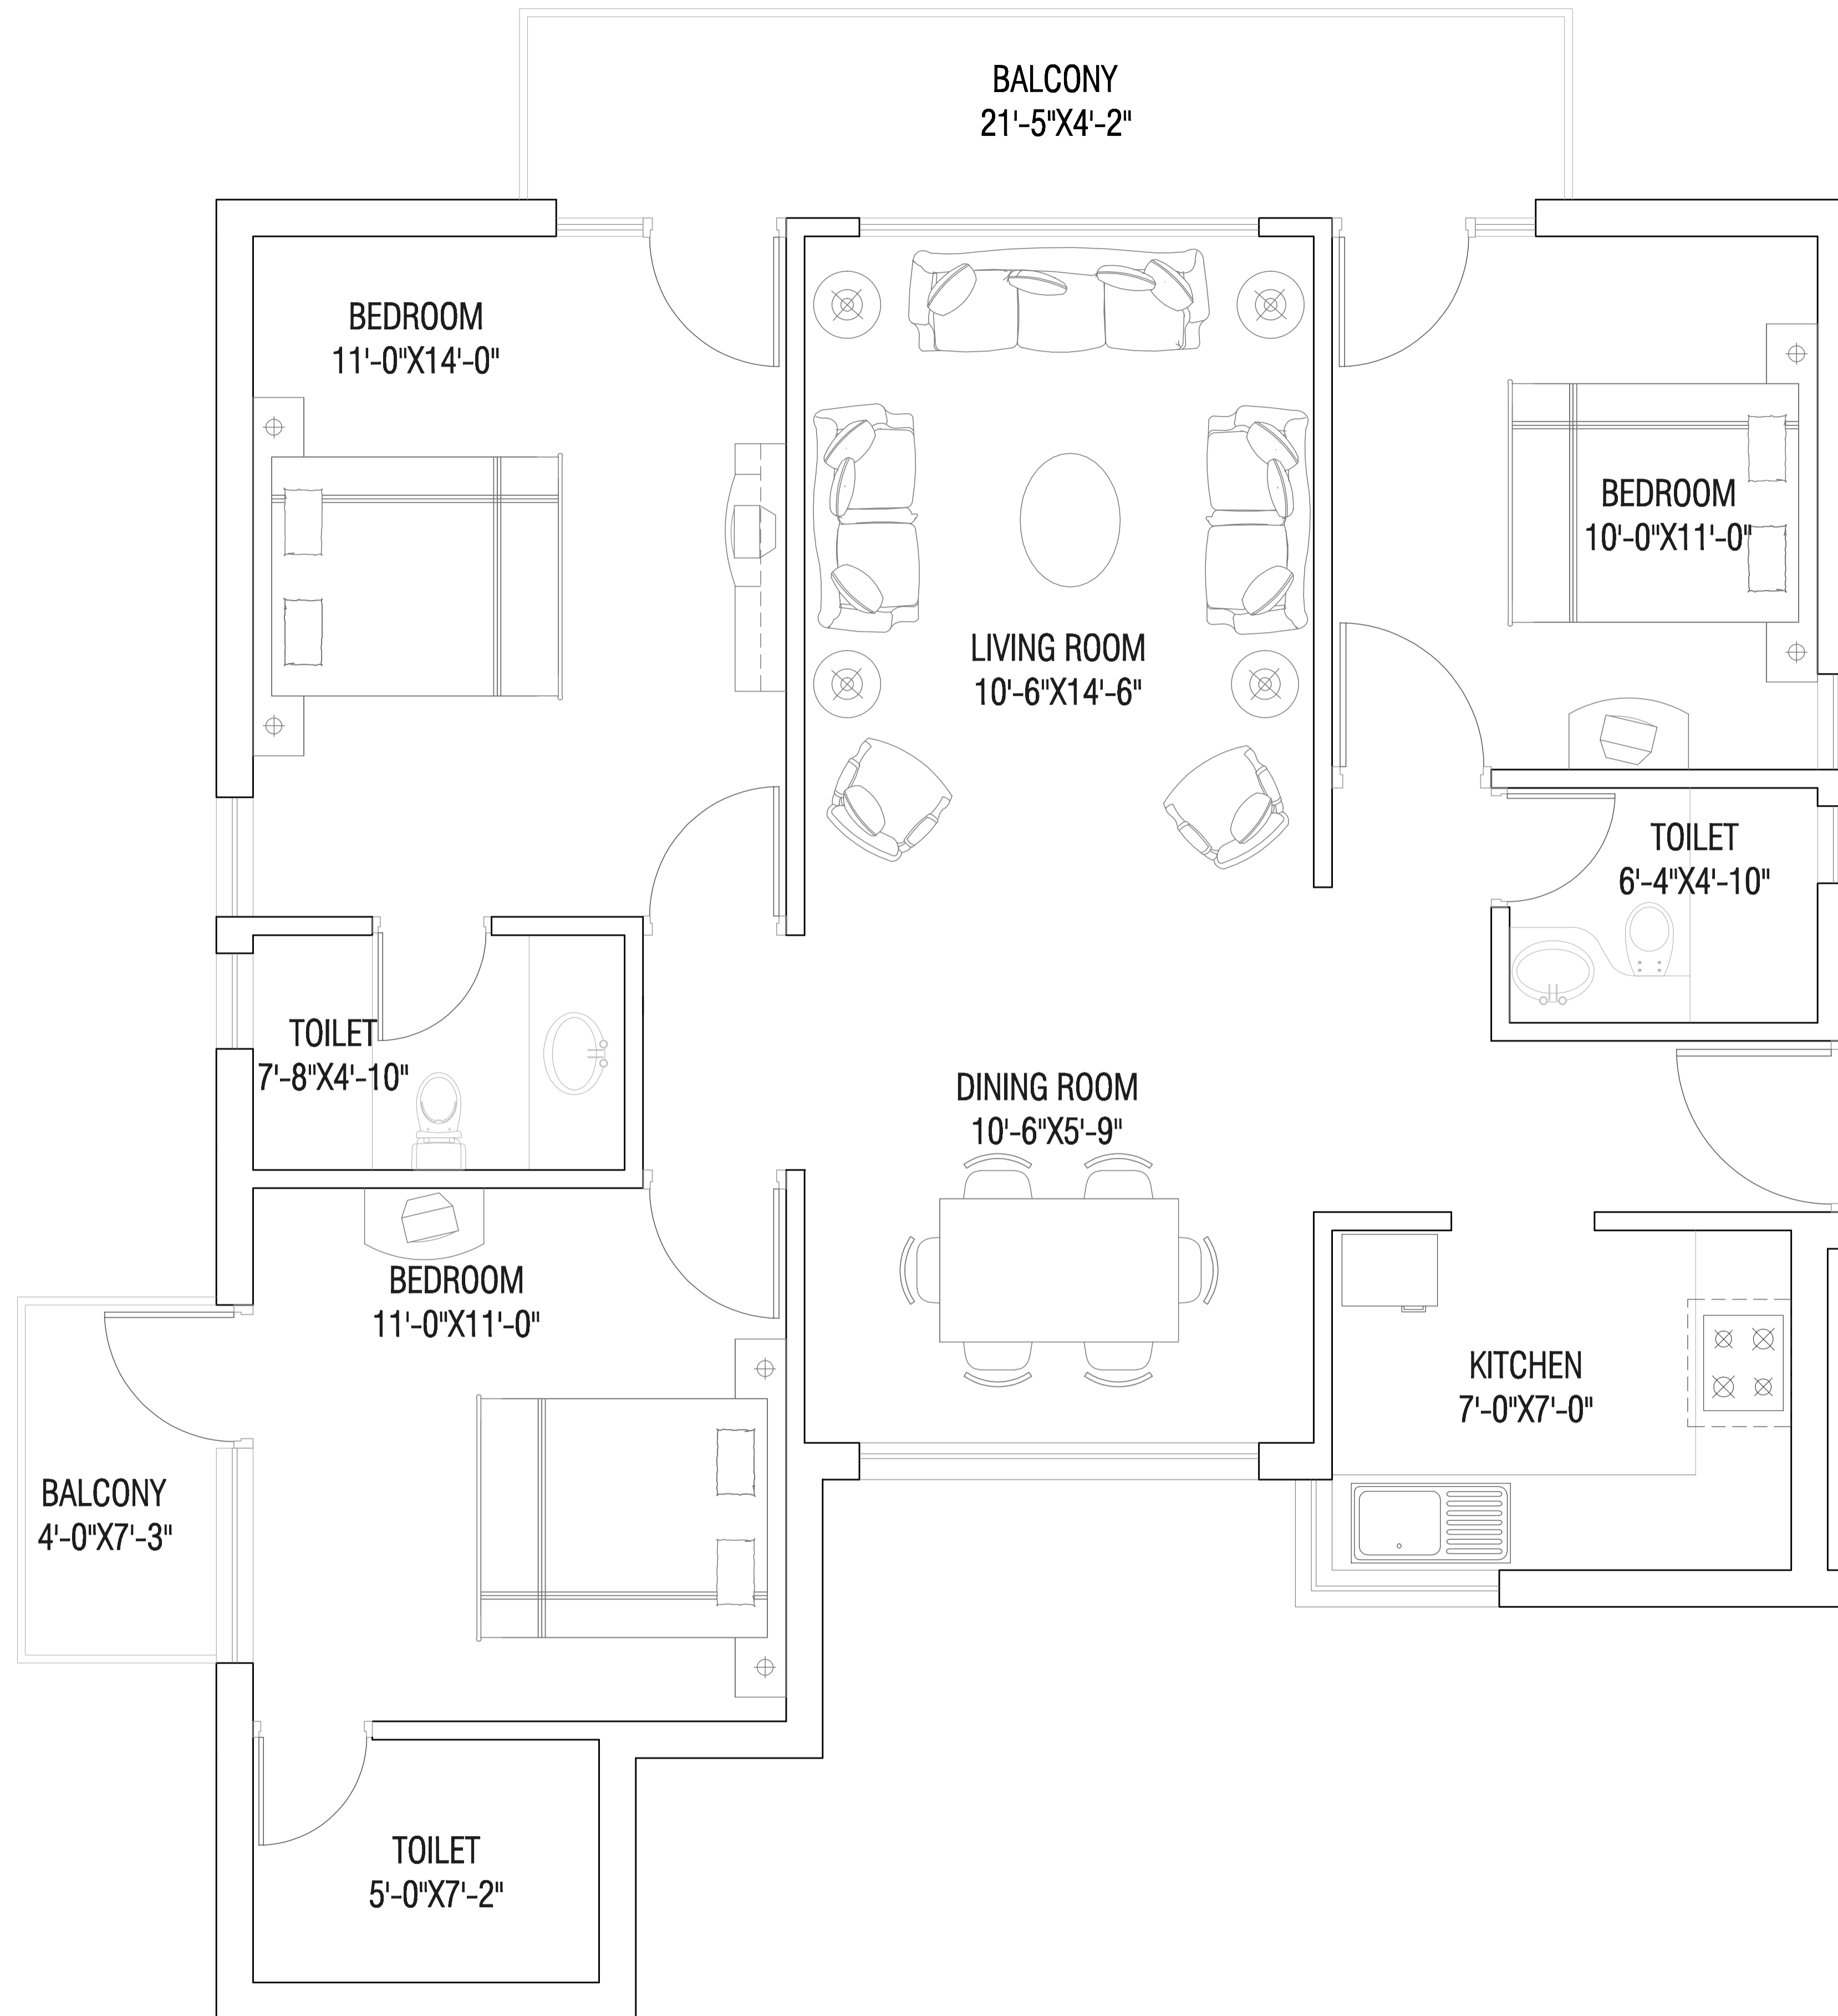 BALCONY
21'-5"X4'-2"
BEDROOM
11'-0"X14'-0"
BEDROOM
10'-0"X11'-0"
LIVING ROOM
10'-6"X14'-6"
TOILET
6'-4"X4'-10"
TOILET
7'-8"X4'-10"
DINING ROOM
10'-6"X5'-9"
BEDROOM
11'-0"X11'-0"
KITCHEN
7'-0"X7'-0"
BALCONY
4'-0"X7'-3"
TOILET
5'-0"X7'-2"